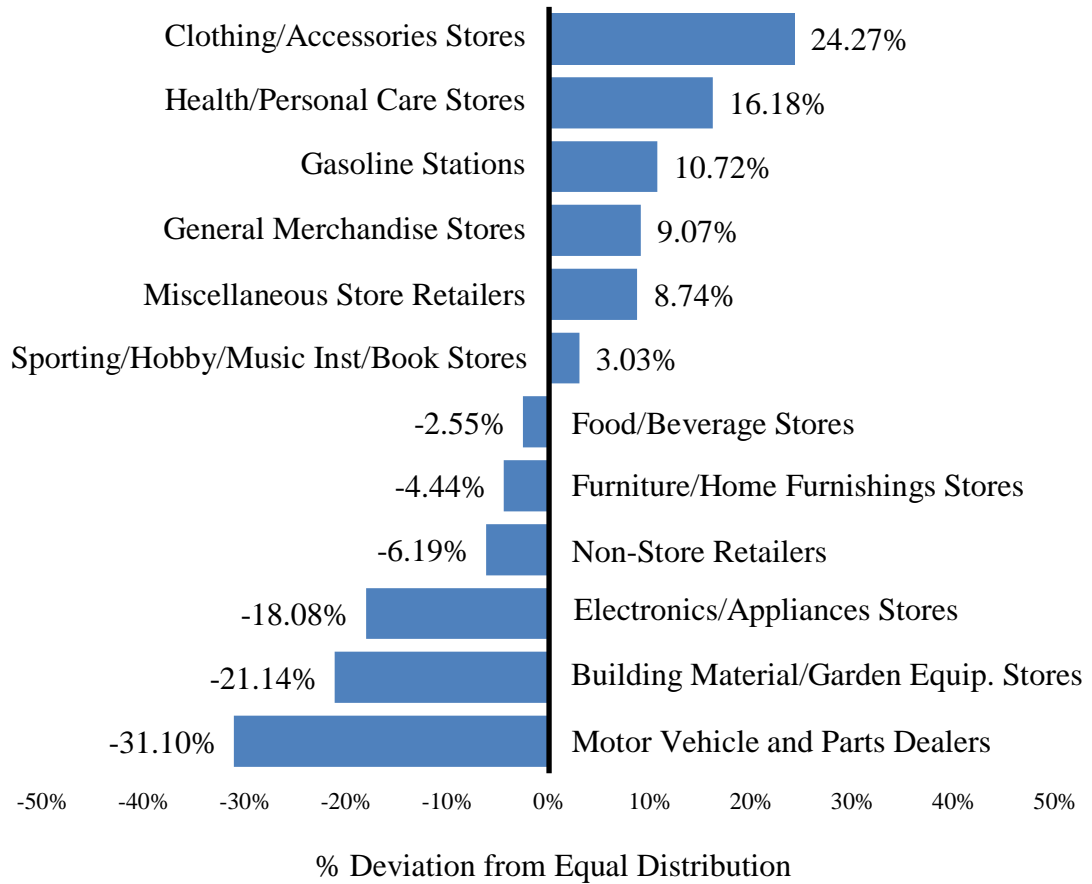 Clothing/Accessories Stores 24.27%
Health/Personal Care Stores 16.18%
Gasoline Stations 10.72%
General Merchandise Stores 9.07%
Miscellaneous Store Retailers 8.74%
Sporting/Hobby/Music Inst/Book Stores 3.03%
-2.55% Food/Beverage Stores
-4.44% Furniture/Home Furnishings Stores
-6.19% Non-Store Retailers
-18.08% Electronics/Appliances Stores
-21.14% Building Material/Garden Equip. Stores
-31.10% Motor Vehicle and Parts Dealers
-50% -40% -30% -20% -10% 0% 10% 20% 30% 40% 50%
% Deviation from Equal Distribution